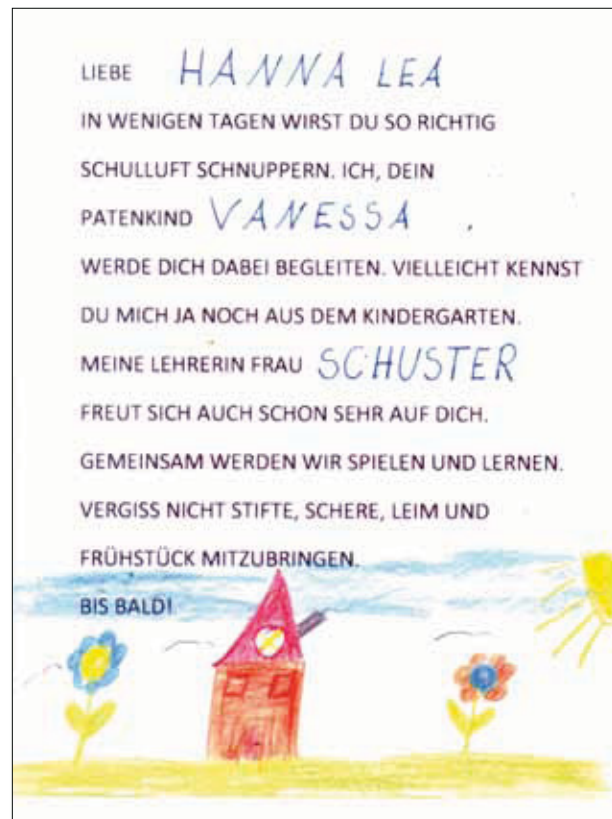 LIEBE HANNA LEA
IN WENIGEN TAGEN WIRST DU SO RICHTIG
SCHULLUFT SCHNUPPERN. ICH, DEIN
PATENKIND VANESSA
WERDE DICH DABEI BEGLEITEN. VIELLEICHT KENNST
DU MICH JA NOCH AUS DEM KINDERGARTEN.
MEINE LEHRERIN FRAU SCHUSTER
FREUT SICH AUCH SCHON SEHR AUF DICH.
GEMEINSAM WERDEN WIR SPIELEN UND LERNEN.
VERGISS NICHT STIFTE, SCHERE, LEIM UND
FRÜHSTÜCK MITZUBRINGEN.
BIS BALD!